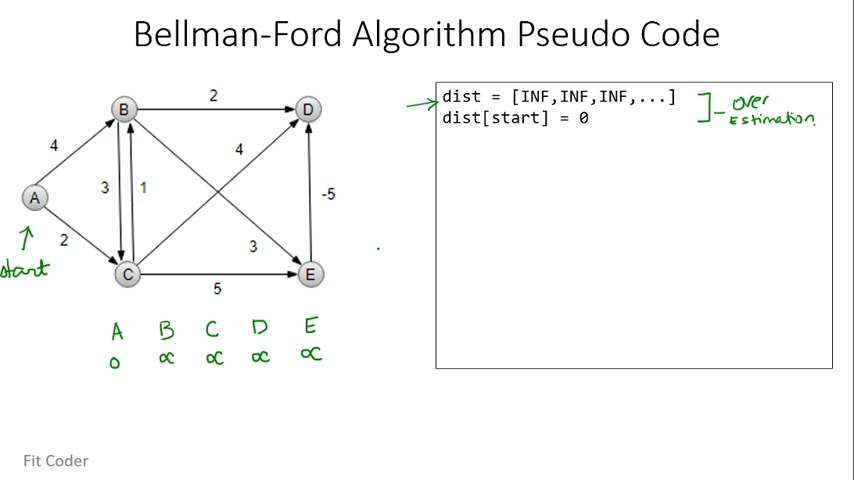 Bellman-Ford Algorithm Pseudo Code
dist = [INF,INF,INF,...]
dist[start] = 0
Over
Estimation.
B
2
D
4
4
A
3
1
-5
2
3
start
C
5
E
A B C D E
0 ∝ ∝ ∝ ∝
Fit Coder